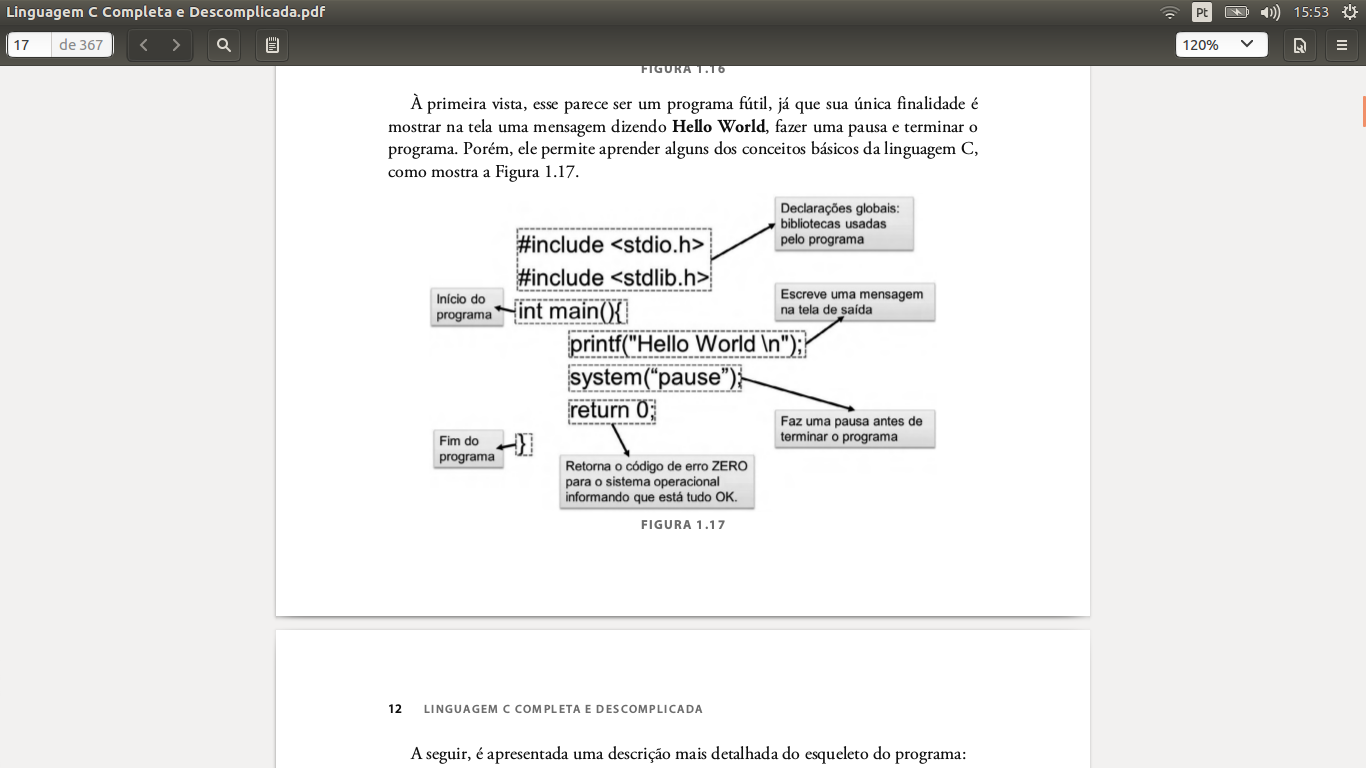 Linguagem C Completa e Descomplicada.pdf
Pt
15:53
17
de 367
120%
FIGURA 1.16
À primeira vista, esse parece ser um programa fútil, já que sua única finalidade é
mostrar na tela uma mensagem dizendo Hello World, fazer uma pausa e terminar o
programa. Porém, ele permite aprender alguns dos conceitos básicos da linguagem C,
como mostra a Figura 1.17.
Declarações globais:
bibliotecas usadas
pelo programa
#include <stdio.h>
#include <stdlib.h>
Início do
programa
int main(){
Escreve uma mensagem
na tela de saída
printf("Hello World \n");
system(“pause”);
return 0;
Faz uma pausa antes de
terminar o programa
Fim do
programa
}
Retorna o código de erro ZERO
para o sistema operacional
informando que está tudo OK.
FIGURA 1.17
12 LINGUAGEM C COMPLETA E DESCOMPLICADA
A seguir, é apresentada uma descrição mais detalhada do esqueleto do programa: